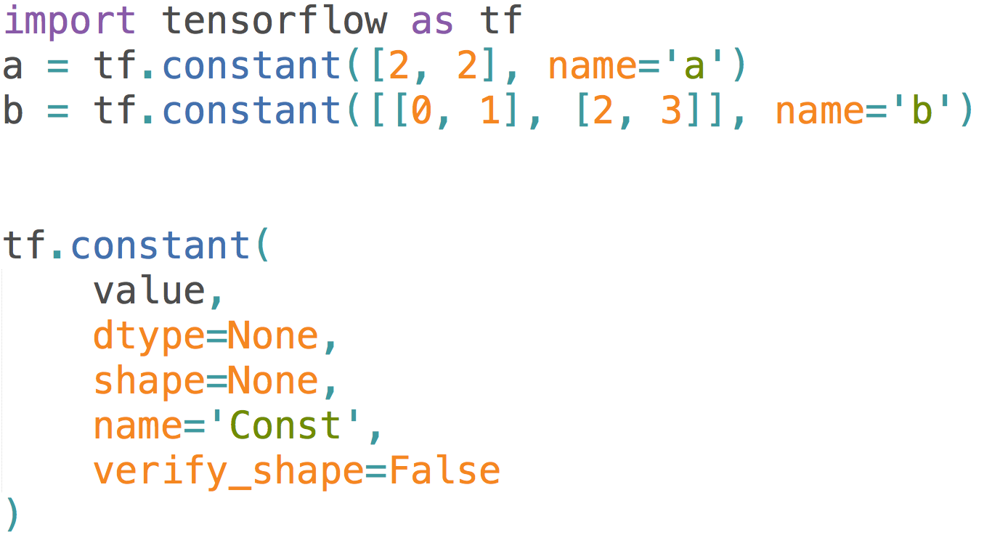 import tensorflow as tf
a = tf.constant([2, 2], name='a')
b = tf.constant([[0, 1], [2, 3]], name='b')
tf.constant(
    value,
    dtype=None,
    shape=None,
    name='Const',
    verify_shape=False
)